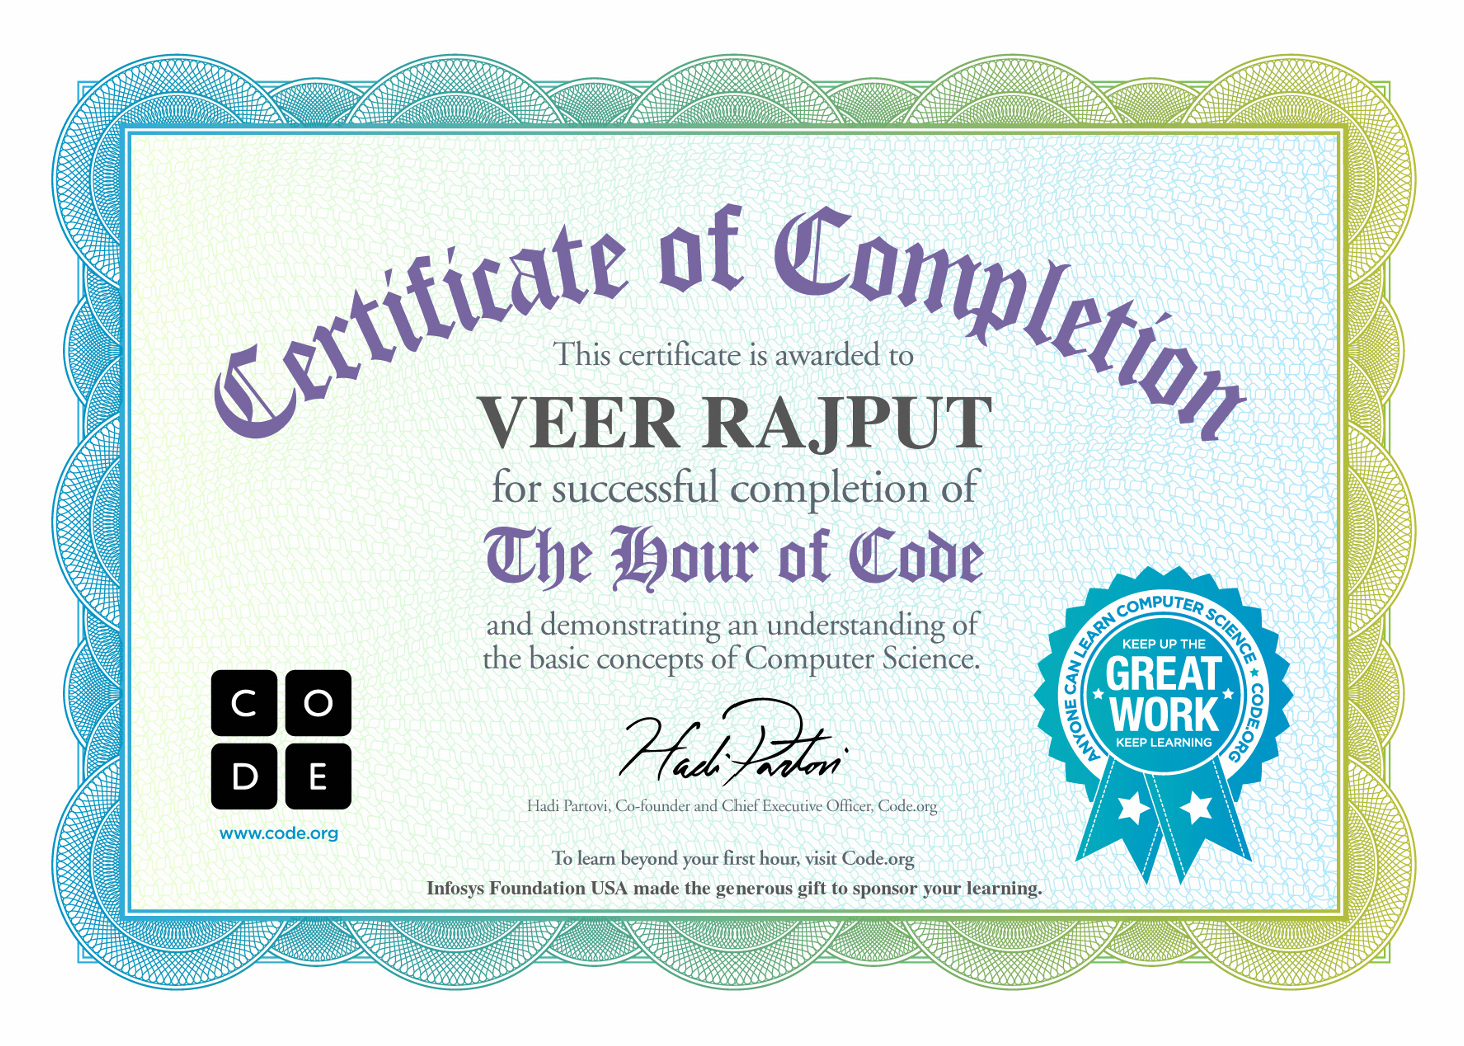 Certificate of Completion
This certificate is awarded to
VEER RAJPUT
for successful completion of
The Hour of Code
and demonstrating an understanding of
the basic concepts of Computer Science.
C O
D E
www.code.org
Hadi Partovi
Hadi Partovi, Co-founder and Chief Executive Officer, Code.org
To learn beyond your first hour, visit Code.org
Infosys Foundation USA made the generous gift to sponsor your learning.
ANYONE CAN LEARN COMPUTER SCIENCE ★ CODE.ORG
KEEP UP THE
GREAT
WORK
KEEP LEARNING